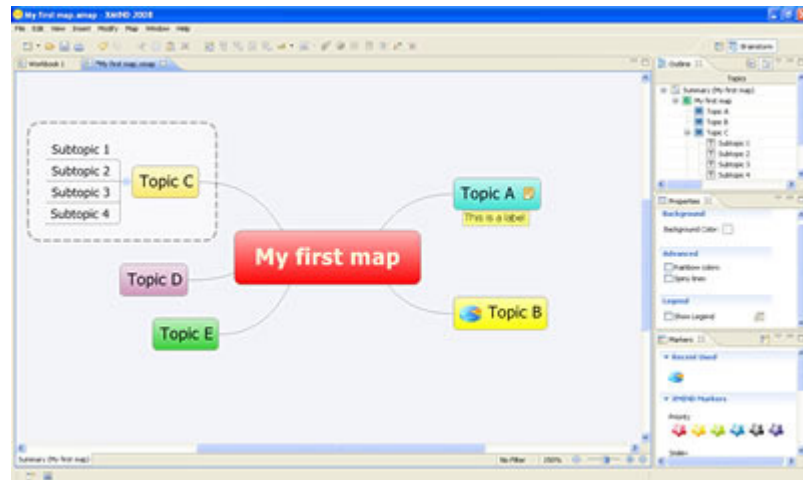 My first map.xmap - XMIND 2008
File Edit View Insert Modify Map Window Help
Brainstorm
Workbook 1
*My first map.xmap
Outline
Topics
Summary (My first map)
My first map
Topic A
Topic B
Topic C
Subtopic 1
Subtopic 2
Subtopic 3
Subtopic 4
Subtopic 1
Subtopic 2
Subtopic 3
Subtopic 4
Topic C
Topic A
This is a label
My first map
Topic D
Topic E
Topic B
Properties
Background
Background Color:
Advanced
Rainbow colors
Spiny lines
Legend
Show Legend
Markers
Recent Used
XMIND Markers
Priority
Summary (My first map)
No Filter